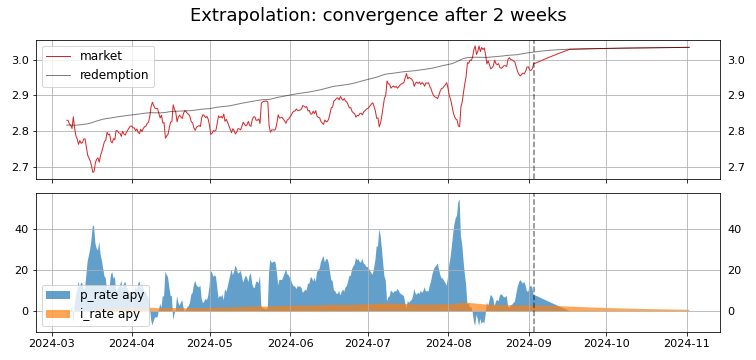 Extrapolation: convergence after 2 weeks
market
redemption
3.0
2.9
2.8
2.7
3.0
2.9
2.8
2.7
p_rate apy
i_rate apy
40
20
0
40
20
0
2024-03 2024-04 2024-05 2024-06 2024-07 2024-08 2024-09 2024-10 2024-11